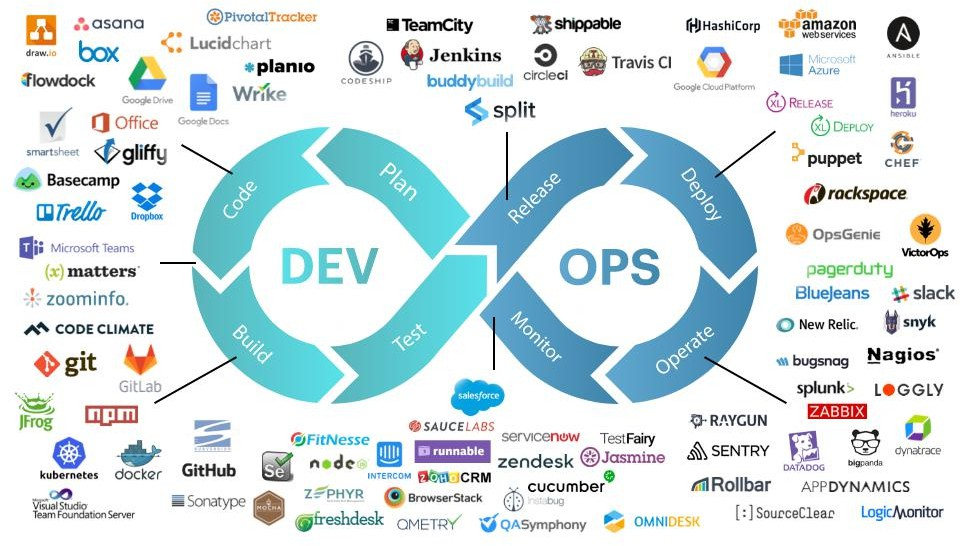 draw.io
asana
PivotalTracker
TeamCity
shippable
HashiCorp
amazon
web services
ANSIBLE
box
Lucidchart
CODESHIP
Jenkins
circleci
Travis CI
Google Cloud Platform
Microsoft
Azure
flowdock
Google Drive
planio
buddybuild
Wrike
Google Docs
split
XL RELEASE
heroku
smartsheet
Office
gliffy
XL DEPLOY
puppet
CHEF
Basecamp
Trello
Dropbox
rackspace
Code
Plan
Release
Deploy
OpsGenie
VictorOps
Microsoft Teams
(x)matters
zoominfo.
DEV
OPS
pagerduty
BlueJeans
slack
CODE CLIMATE
New Relic.
snyk
git
GitLab
Build
Test
Monitor
Operate
bugsnag
Nagios®
splunk>
LOGGLY
JFrog
npm
salesforce
ZABBIX
kubernetes
docker
SUBVERSION
GitHub
FitNesse
SAUCELABS
servicenow
TestFairy
RAYGUN
Se
node JS
INTERCOM
runnable
zendesk
Jasmine
SENTRY
DATADOG
bigpanda
dynatrace
ZOHO CRM
Microsoft
Visual Studio
Team Foundation Server
Sonatype
MOCHA
ZEPHYR
BrowserStack
cucumber
Instabug
Rollbar
APPDYNAMICS
freshdesk
QMETRY
QASymphony
OMNIDESK
[:]SourceClear
LogicMonitor